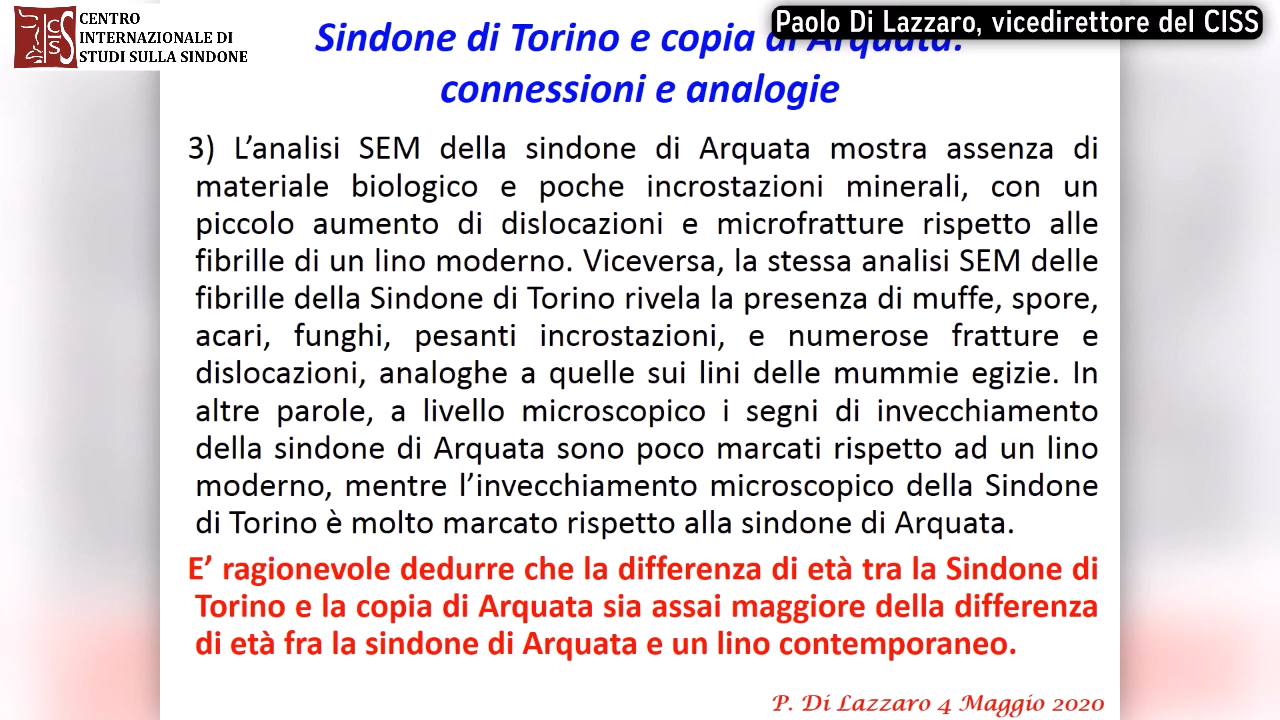 CENTRO
INTERNAZIONALE DI
STUDI SULLA SINDONE
Paolo Di Lazzaro, vicedirettore del CISS
Sindone di Torino e copia di Arquata:
connessioni e analogie
3) L’analisi SEM della sindone di Arquata mostra assenza di
materiale biologico e poche incrostazioni minerali, con un
piccolo aumento di dislocazioni e microfratture rispetto alle
fibrille di un lino moderno. Viceversa, la stessa analisi SEM delle
fibrille della Sindone di Torino rivela la presenza di muffe, spore,
acari, funghi, pesanti incrostazioni, e numerose fratture e
dislocazioni, analoghe a quelle sui lini delle mummie egizie. In
altre parole, a livello microscopico i segni di invecchiamento
della sindone di Arquata sono poco marcati rispetto ad un lino
moderno, mentre l’invecchiamento microscopico della Sindone
di Torino è molto marcato rispetto alla sindone di Arquata.
E’ ragionevole dedurre che la differenza di età tra la Sindone di
Torino e la copia di Arquata sia assai maggiore della differenza
di età fra la sindone di Arquata e un lino contemporaneo.
P. Di Lazzaro 4 Maggio 2020